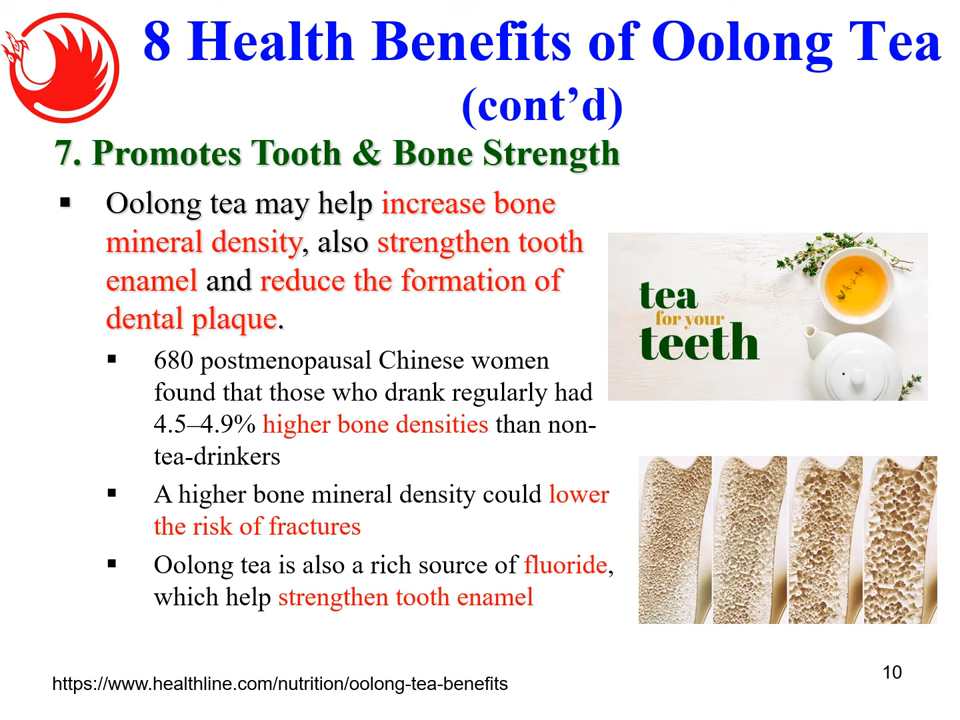 8 Health Benefits of Oolong Tea
(cont’d)
7. Promotes Tooth & Bone Strength
▪ Oolong tea may help increase bone
mineral density, also strengthen tooth
enamel and reduce the formation of
dental plaque.
▪ 680 postmenopausal Chinese women
found that those who drank regularly had
4.5–4.9% higher bone densities than non-
tea-drinkers
▪ A higher bone mineral density could lower
the risk of fractures
▪ Oolong tea is also a rich source of fluoride,
which help strengthen tooth enamel
tea
for your
teeth
https://www.healthline.com/nutrition/oolong-tea-benefits
10